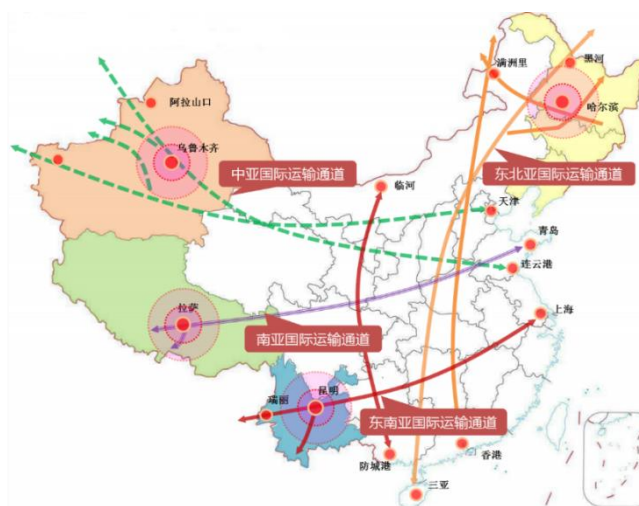 满洲里
黑河
阿拉山口
哈尔滨
乌鲁木齐
中亚国际运输通道
东北亚国际运输通道
临河
天津
青岛
连云港
拉萨
上海
南亚国际运输通道
昆明
瑞丽
东南亚国际运输通道
防城港
香港
三亚